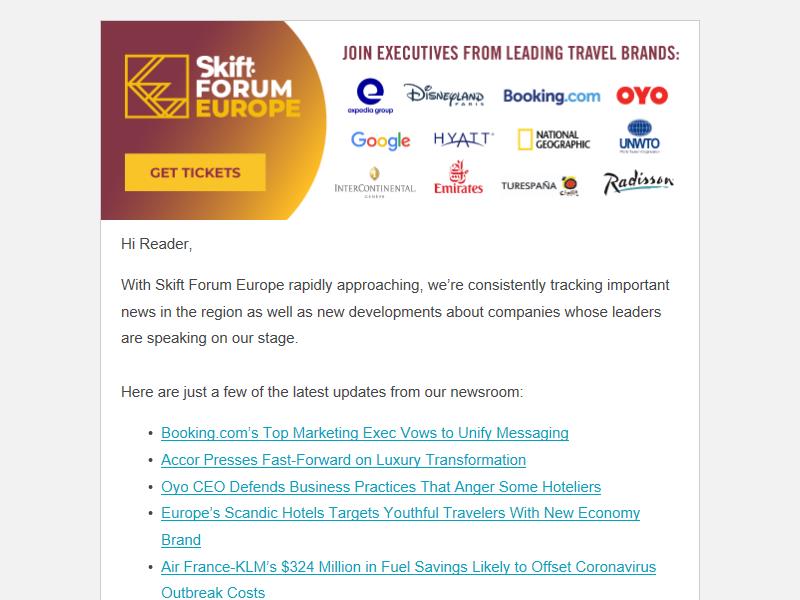 Skift:
FORUM
EUROPE
GET TICKETS
JOIN EXECUTIVES FROM LEADING TRAVEL BRANDS:
expedia group
Disneyland
PARIS
Booking.com
OYO
Google
HYATT
NATIONAL
GEOGRAPHIC
UNWTO
INTERCONTINENTAL
GENEVE
Emirates
TURESPAÑA
Radisson
Hi Reader,
With Skift Forum Europe rapidly approaching, we’re consistently tracking important
news in the region as well as new developments about companies whose leaders
are speaking on our stage.
Here are just a few of the latest updates from our newsroom:
• Booking.com’s Top Marketing Exec Vows to Unify Messaging
• Accor Presses Fast-Forward on Luxury Transformation
• Oyo CEO Defends Business Practices That Anger Some Hoteliers
• Europe’s Scandic Hotels Targets Youthful Travelers With New Economy
Brand
• Air France-KLM’s $324 Million in Fuel Savings Likely to Offset Coronavirus
Outbreak Costs